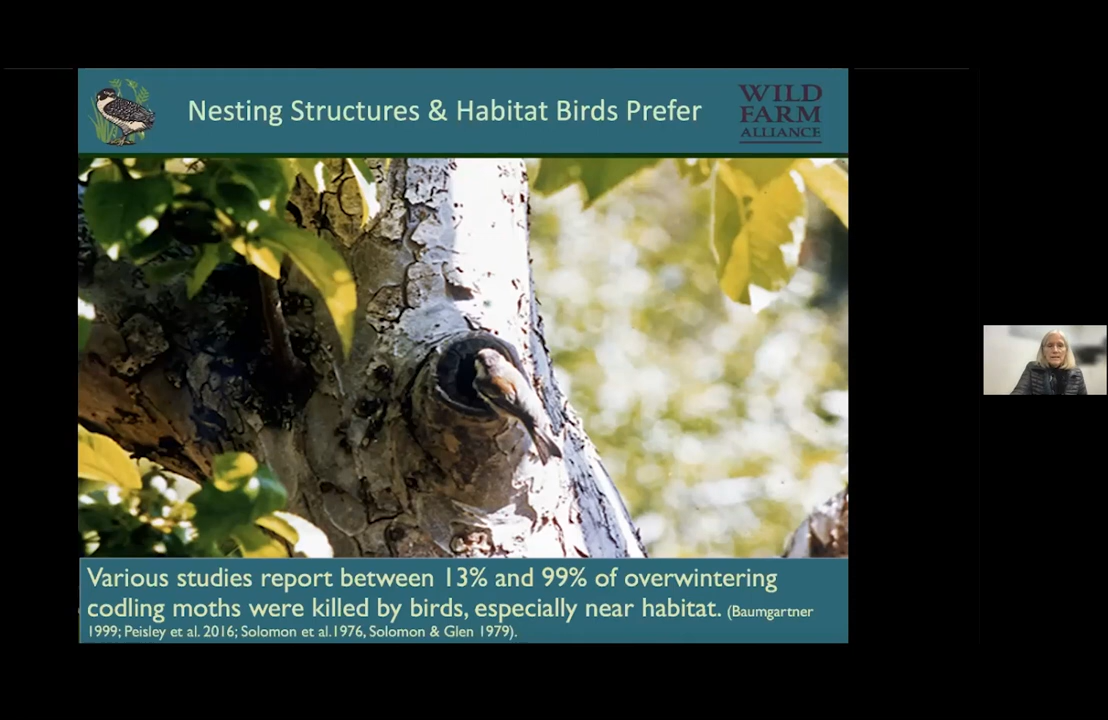 Nesting Structures & Habitat Birds Prefer
WILD
FARM
ALLIANCE
Various studies report between 13% and 99% of overwintering
codling moths were killed by birds, especially near habitat. (Baumgartner
1999; Peisley et al. 2016; Solomon et al.1976, Solomon & Glen 1979).